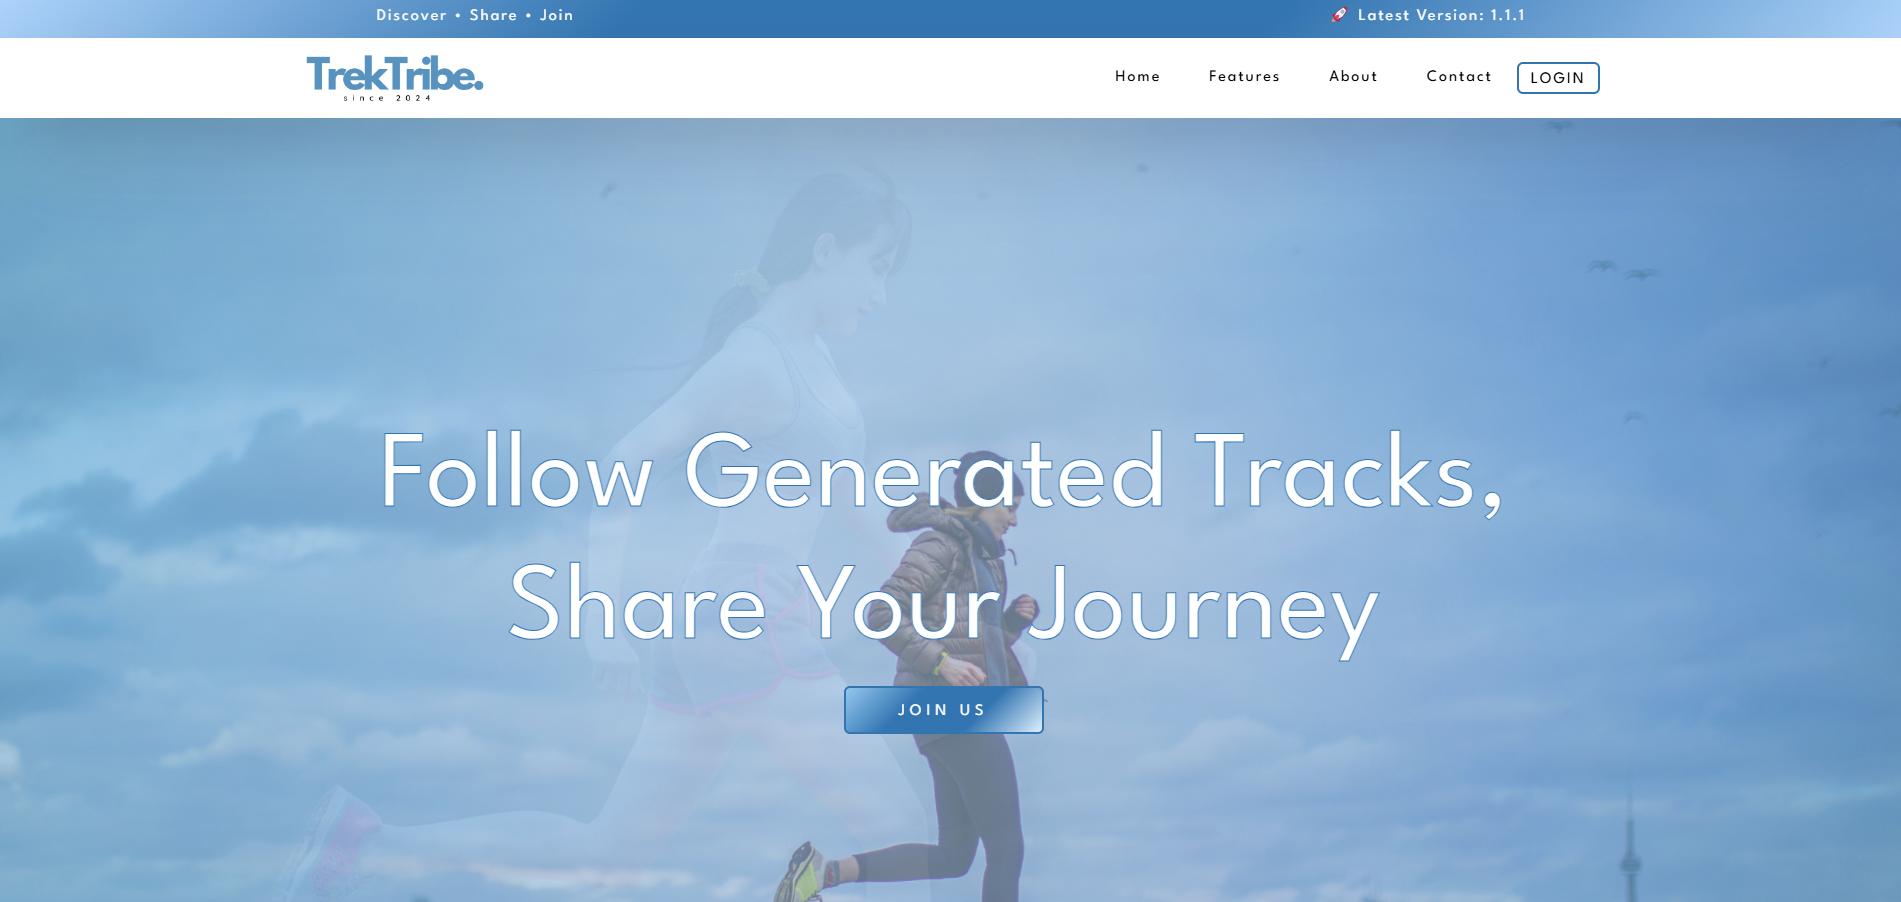 Discover • Share • Join
🚀 Latest Version: 1.1.1
TrekTribe.
since 2024
Home
Features
About
Contact
LOGIN
Follow Generated Tracks,
Share Your Journey
JOIN US